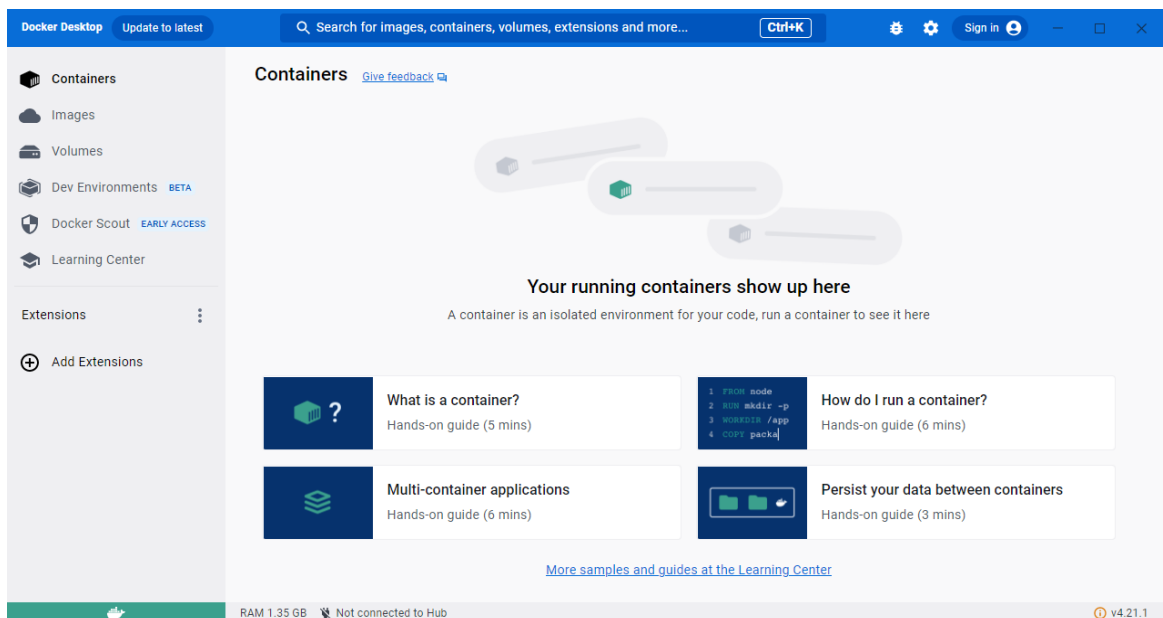 Docker Desktop Update to latest Search for images, containers, volumes, extensions and more... Ctrl+K Sign in
Containers
Images
Volumes
Dev Environments BETA
Docker Scout EARLY ACCESS
Learning Center
Extensions
Add Extensions
Containers Give feedback
Your running containers show up here
A container is an isolated environment for your code, run a container to see it here
?
What is a container?
Hands-on guide (5 mins)
1 FROM node
2 RUN mkdir -p
3 WORKDIR /app
4 COPY packa
How do I run a container?
Hands-on guide (6 mins)
Multi-container applications
Hands-on guide (6 mins)
Persist your data between containers
Hands-on guide (3 mins)
More samples and guides at the Learning Center
RAM 1.35 GB Not connected to Hub v4.21.1